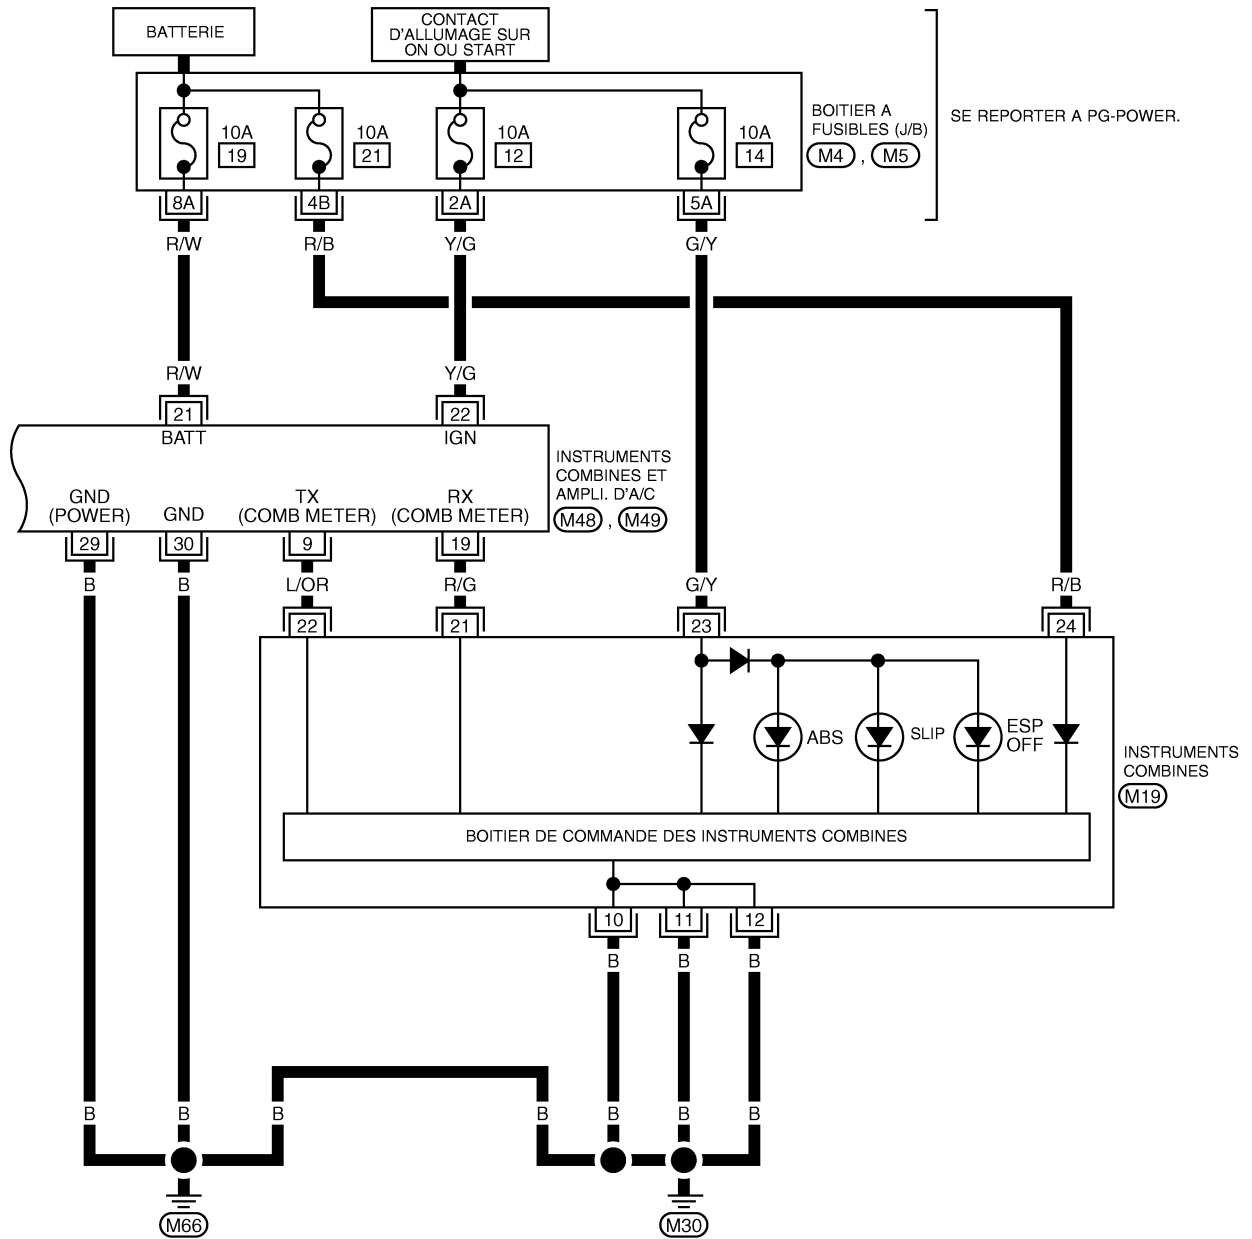 BATTERIE
CONTACT
D'ALLUMAGE SUR
ON OU START
10A
19
10A
21
10A
12
10A
14
BOITIER A
FUSIBLES (J/B)
M4 , M5
SE REPORTER A PG-POWER.
8A
4B
2A
5A
R/W
R/B
Y/G
G/Y
R/W
Y/G
21
22
BATT
IGN
GND
(POWER)
GND
TX
(COMB METER)
RX
(COMB METER)
INSTRUMENTS
COMBINES ET
AMPLI. D'A/C
M48 , M49
29
30
9
19
B
B
L/OR
R/G
G/Y
R/B
22
21
23
24
ABS
SLIP
ESP
OFF
INSTRUMENTS
COMBINES
M19
BOITIER DE COMMANDE DES INSTRUMENTS COMBINES
10
11
12
B
B
B
B
B
B
B
B
B
B
M66
M30